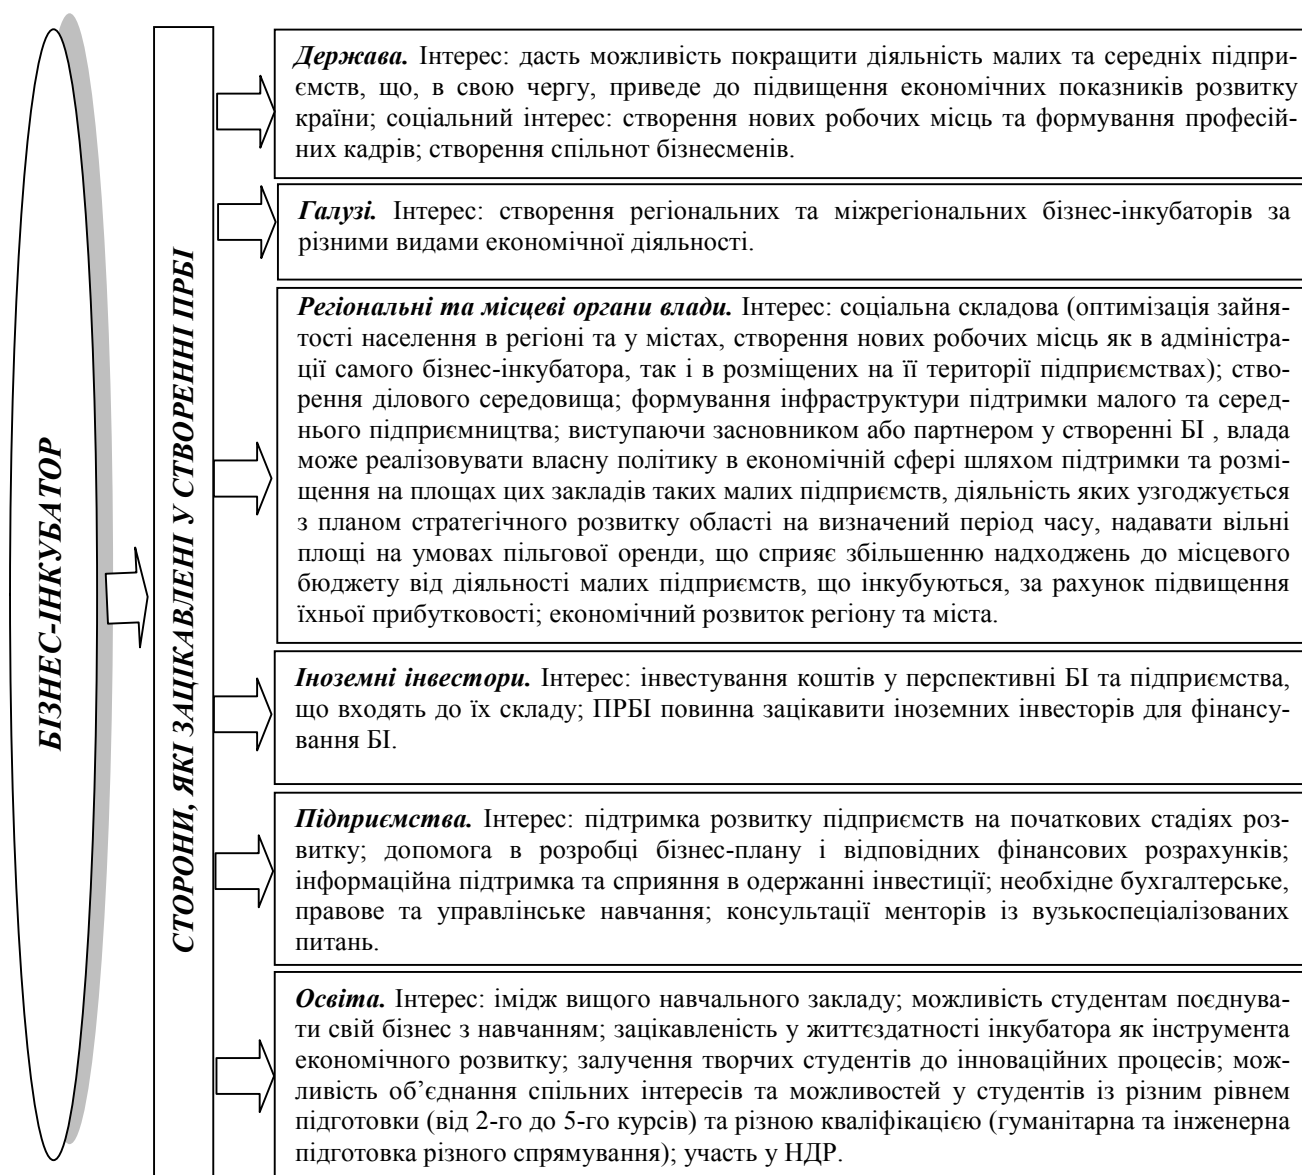 БІЗНЕС-ІНКУБАТОР
СТОРОНИ, ЯКІ ЗАЦІКАВЛЕНІ У СТВОРЕННІ ПРБІ
Держава. Інтерес: дасть можливість покращити діяльність малих та середніх підпри-
ємств, що, в свою чергу, приведе до підвищення економічних показників розвитку
країни; соціальний інтерес: створення нових робочих місць та формування професій-
них кадрів; створення спільнот бізнесменів.
Галузі. Інтерес: створення регіональних та міжрегіональних бізнес-інкубаторів за
різними видами економічної діяльності.
Регіональні та місцеві органи влади. Інтерес: соціальна складова (оптимізація зайня-
тості населення в регіоні та у містах, створення нових робочих місць як в адміністра-
ції самого бізнес-інкубатора, так і в розміщених на її території підприємствах); ство-
рення ділового середовища; формування інфраструктури підтримки малого та серед-
нього підприємництва; виступаючи засновником або партнером у створенні БІ , влада
може реалізовувати власну політику в економічній сфері шляхом підтримки та розмі-
щення на площах цих закладів таких малих підприємств, діяльність яких узгоджується
з планом стратегічного розвитку області на визначений період часу, надавати вільні
площі на умовах пільгової оренди, що сприяє збільшенню надходжень до місцевого
бюджету від діяльності малих підприємств, що інкубуються, за рахунок підвищення
їхньої прибутковості; економічний розвиток регіону та міста.
Іноземні інвестори. Інтерес: інвестування коштів у перспективні БІ та підприємства,
що входять до їх складу; ПРБІ повинна зацікавити іноземних інвесторів для фінансу-
вання БІ.
Підприємства. Інтерес: підтримка розвитку підприємств на початкових стадіях роз-
витку; допомога в розробці бізнес-плану і відповідних фінансових розрахунків;
інформаційна підтримка та сприяння в одержанні інвестиції; необхідне бухгалтерське,
правове та управлінське навчання; консультації менторів із вузькоспеціалізованих
питань.
Освіта. Інтерес: імідж вищого навчального закладу; можливість студентам поєднува-
ти свій бізнес з навчанням; зацікавленість у життєздатності інкубатора як інструмента
економічного розвитку; залучення творчих студентів до інноваційних процесів; мож-
ливість об’єднання спільних інтересів та можливостей у студентів із різним рівнем
підготовки (від 2-го до 5-го курсів) та різною кваліфікацією (гуманітарна та інженерна
підготовка різного спрямування); участь у НДР.